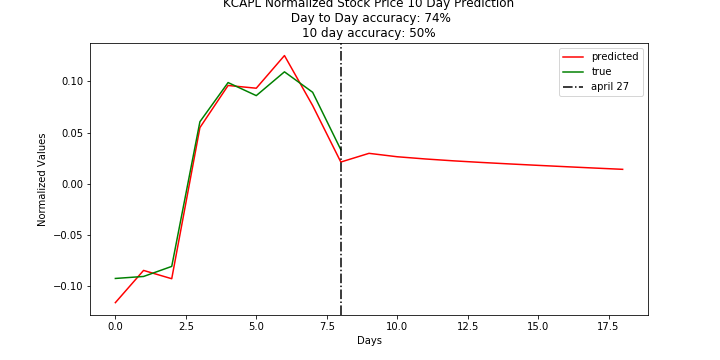 KCAPL Normalized Stock Price 10 Day Prediction
Day to Day accuracy: 74%
10 day accuracy: 50%
predicted
true
april 27
0.10
0.05
0.00
−0.05
−0.10
Normalized Values
0.0 2.5 5.0 7.5 10.0 12.5 15.0 17.5
Days